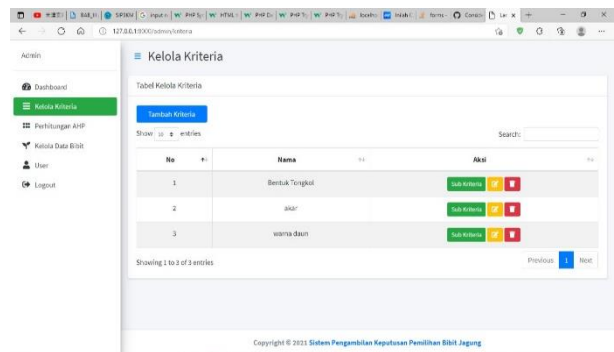 127.0.0.1:8000/admin/kriteria
Admin
Kelola Kriteria
Dashboard
Kelola Kriteria
Perhitungan AHP
Kelola Data Bibit
User
Logout
Tabel Kelola Kriteria
Tambah Kriteria
Show 10 entries
Search:
No Nama Aksi
1 Bentuk Tongkol Sub Kriteria
2 akar Sub Kriteria
3 warna daun Sub Kriteria
Showing 1 to 3 of 3 entries
Previous 1 Next
Copyright © 2021 Sistem Pengambilan Keputusan Pemilihan Bibit Jagung